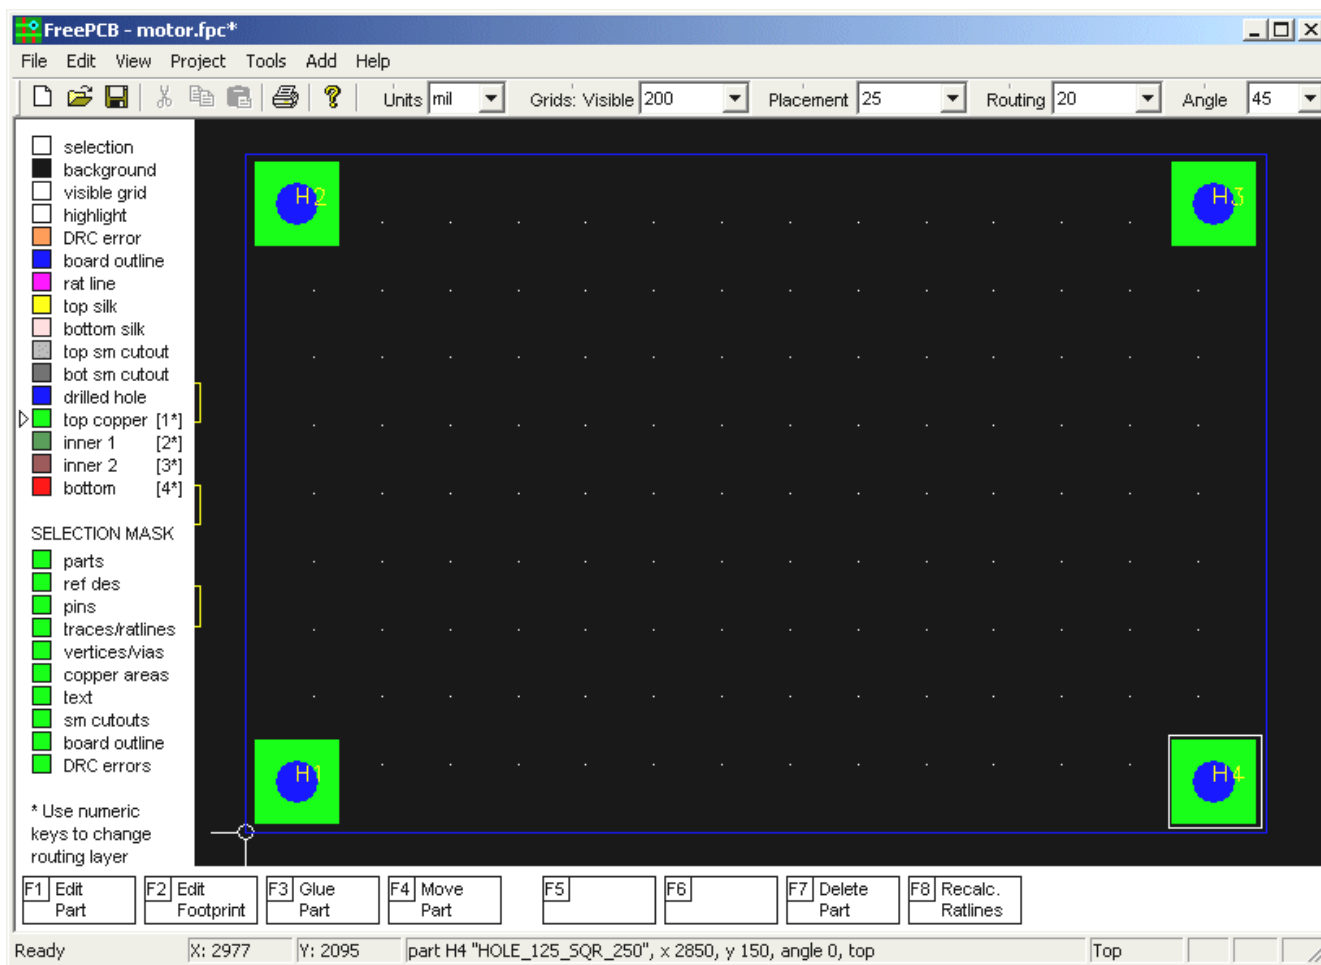 FreePCB - motor.fpc*
File Edit View Project Tools Add Help
Units mil Grids: Visible 200 Placement 25 Routing 20 Angle 45
selection
background
visible grid
highlight
DRC error
board outline
rat line
top silk
bottom silk
top sm cutout
bot sm cutout
drilled hole
top copper [1*]
inner 1 [2*]
inner 2 [3*]
bottom [4*]
SELECTION MASK
parts
ref des
pins
traces/ratlines
vertices/vias
copper areas
text
sm cutouts
board outline
DRC errors
* Use numeric
keys to change
routing layer
H2 H3
H1 H4
F1 Edit Part
F2 Edit Footprint
F3 Glue Part
F4 Move Part
F5
F6
F7 Delete Part
F8 Recalc. Ratlines
Ready X: 2977 Y: 2095 part H4 "HOLE_125_SQR_250", x 2850, y 150, angle 0, top Top